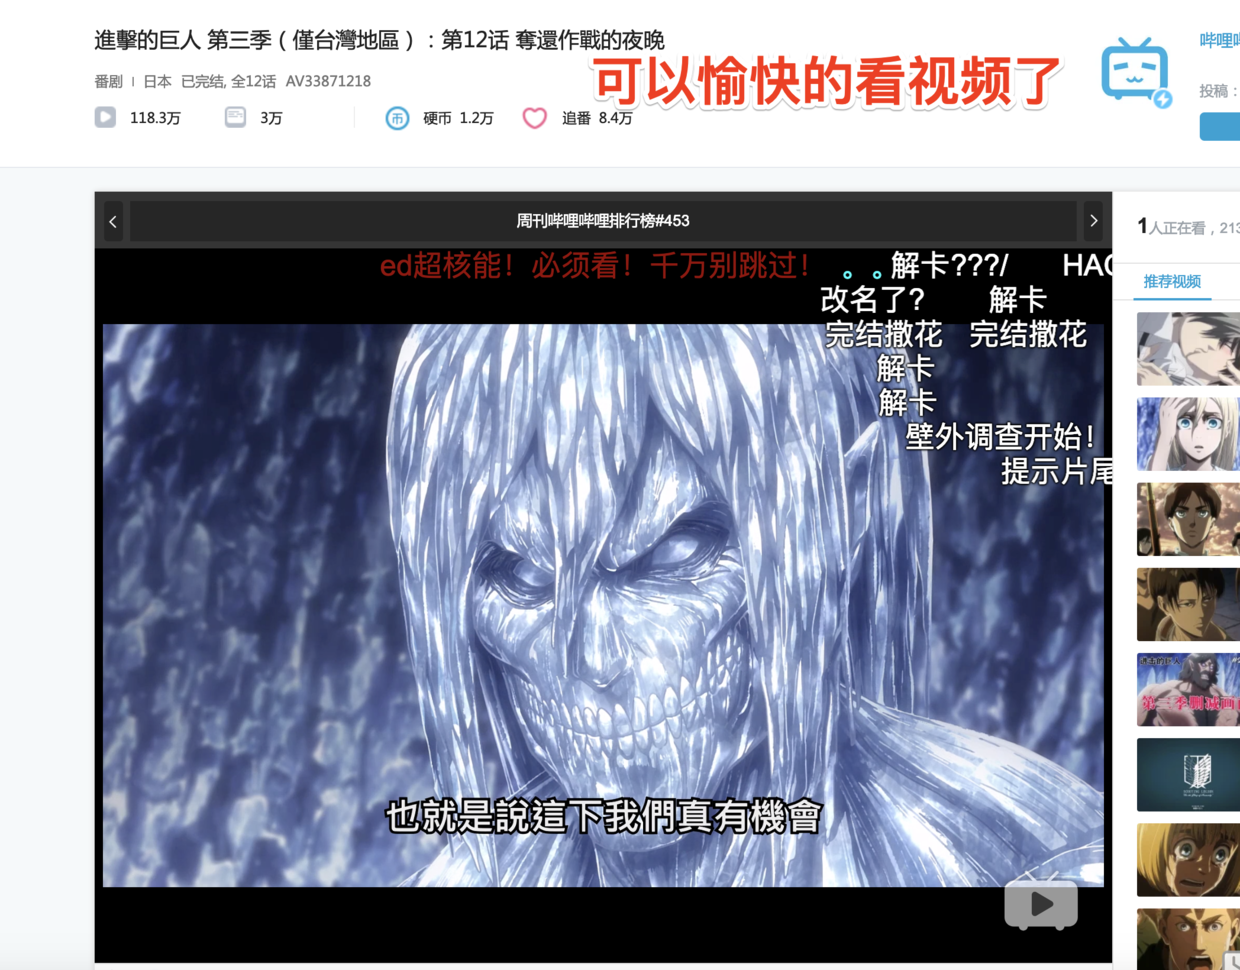 進擊的巨人 第三季（僅台灣地區）：第12话 奪還作戰的夜晚
可以愉快的看视频了
番剧 | 日本 已完结, 全12话 AV33871218
118.3万 3万 币 硬币 1.2万 追番 8.4万
哔哩
投稿：
周刊哔哩哔哩排行榜#453
1人正在看，213
推荐视频
ed超核能！必须看！千万别跳过！ 。。解卡???/ HAO
改名了? 解卡
完结撒花 完结撒花
解卡
解卡
壁外调查开始!
提示片尾
也就是說這下我們真有機會